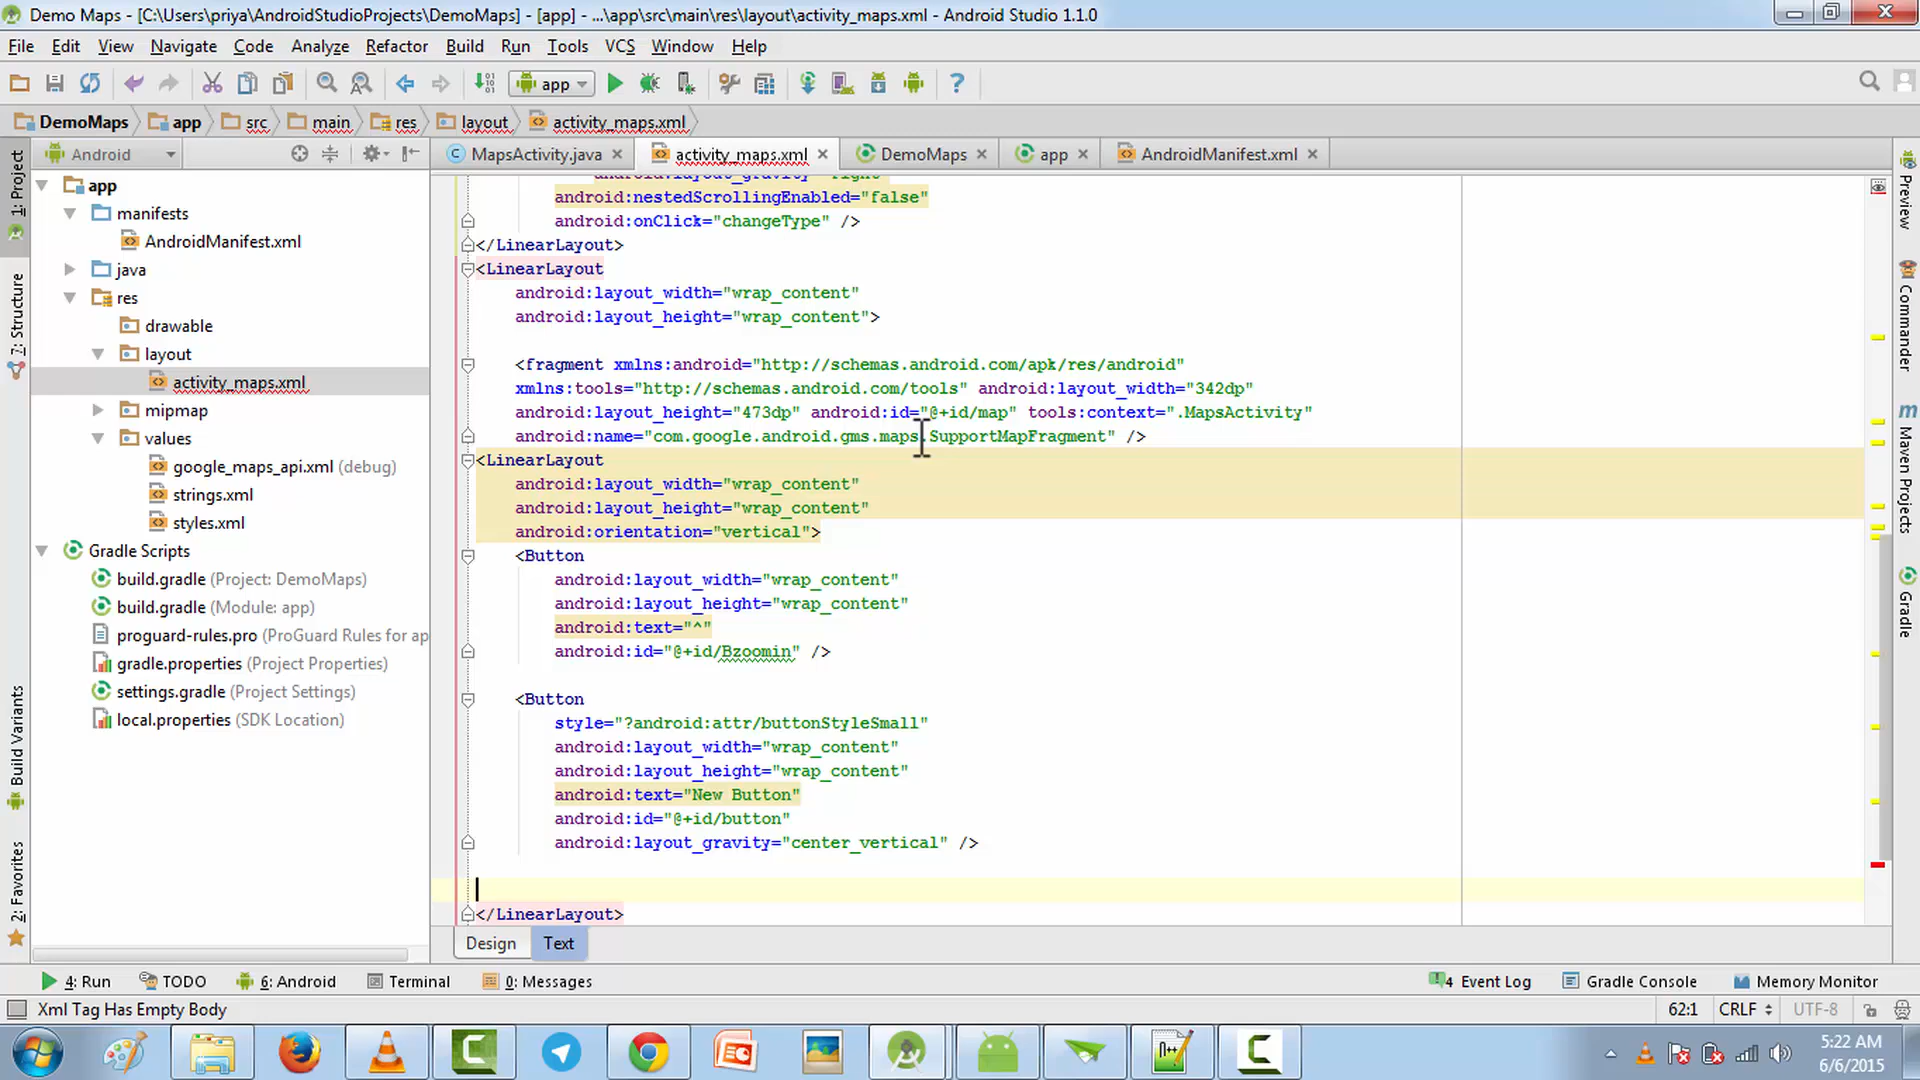 Demo Maps - [C:\Users\priya\AndroidStudioProjects\DemoMaps] - [app] - ...\app\src\main\res\layout\activity_maps.xml - Android Studio 1.1.0
File Edit View Navigate Code Analyze Refactor Build Run Tools VCS Window Help
app
DemoMaps app src main res layout activity_maps.xml
Android
MapsActivity.java activity_maps.xml DemoMaps app AndroidManifest.xml
1: Project
7: Structure
Build Variants
2: Favorites
app
manifests
AndroidManifest.xml
java
res
drawable
layout
activity_maps.xml
mipmap
values
google_maps_api.xml (debug)
strings.xml
styles.xml
Gradle Scripts
build.gradle (Project: DemoMaps)
build.gradle (Module: app)
proguard-rules.pro (ProGuard Rules for ap
gradle.properties (Project Properties)
settings.gradle (Project Settings)
local.properties (SDK Location)
android:layout_gravity="right"
android:nestedScrollingEnabled="false"
android:onClick="changeType" />
</LinearLayout>
<LinearLayout
android:layout_width="wrap_content"
android:layout_height="wrap_content">
<fragment xmlns:android="http://schemas.android.com/apk/res/android"
xmlns:tools="http://schemas.android.com/tools" android:layout_width="342dp"
android:layout_height="473dp" android:id="@+id/map" tools:context=".MapsActivity"
android:name="com.google.android.gms.maps.SupportMapFragment" />
<LinearLayout
android:layout_width="wrap_content"
android:layout_height="wrap_content"
android:orientation="vertical">
<Button
android:layout_width="wrap_content"
android:layout_height="wrap_content"
android:text="^"
android:id="@+id/Bzoomin" />
<Button
style="?android:attr/buttonStyleSmall"
android:layout_width="wrap_content"
android:layout_height="wrap_content"
android:text="New Button"
android:id="@+id/button"
android:layout_gravity="center_vertical" />
</LinearLayout>
Design Text
Preview
Commander
Maven Projects
Gradle
4: Run TODO 6: Android Terminal 0: Messages 4 Event Log Gradle Console Memory Monitor
Xml Tag Has Empty Body 62:1 CRLF UTF-8
5:22 AM
6/6/2015